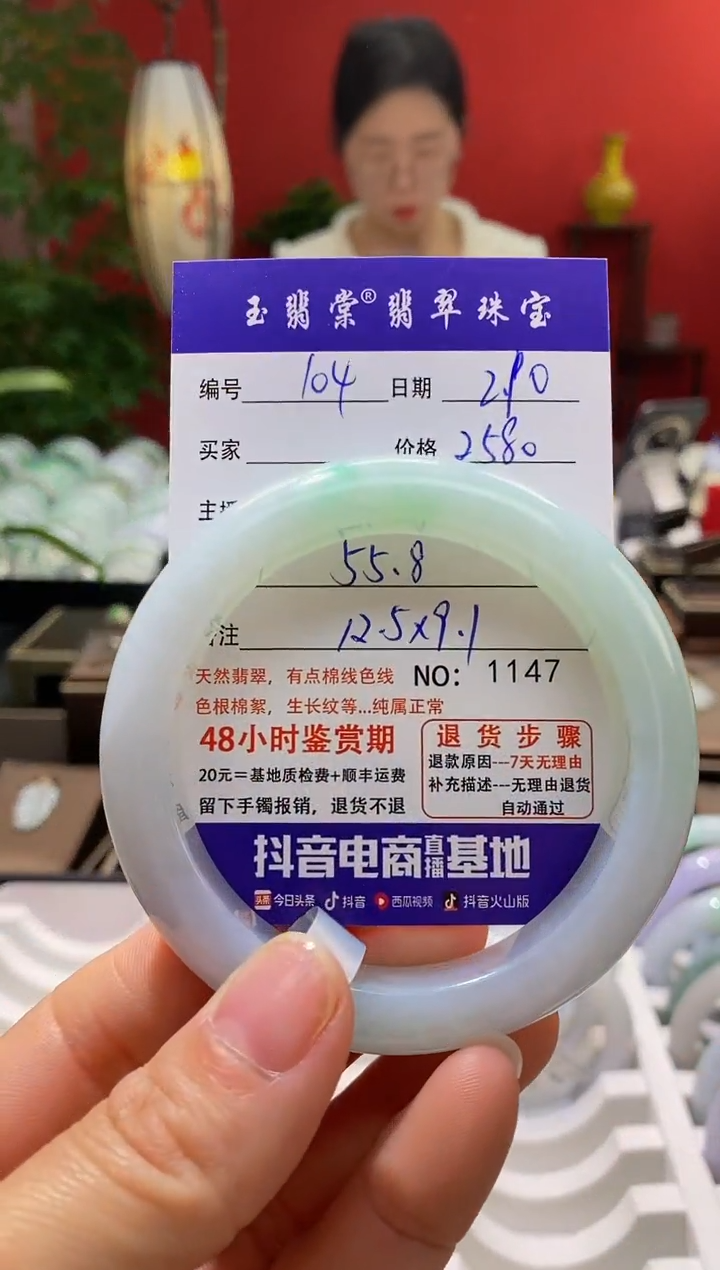 玉翡棠®翡翠珠宝
编号 104 日期 2.10
买家 价格 2580
主播
55.8
备注 12.5x9.1
天然翡翠，有点棉线色线 NO： 1147
色根棉絮，生长纹等...纯属正常
48小时鉴赏期
20元＝基地质检费+顺丰运费
留下手镯报销，退货不退
退货步骤
退款原因---7天无理由
补充描述---无理由退货
自动通过
抖音电商直播基地
头条 今日头条 抖音 西瓜视频 抖音火山版